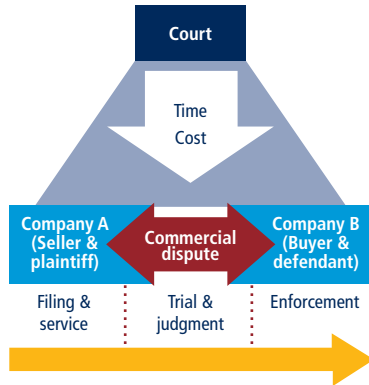 Court
Time
Cost
Company A
(Seller &
plaintiff)
Commercial
dispute
Company B
(Buyer &
defendant)
Filing &
service
Trial &
judgment
Enforcement